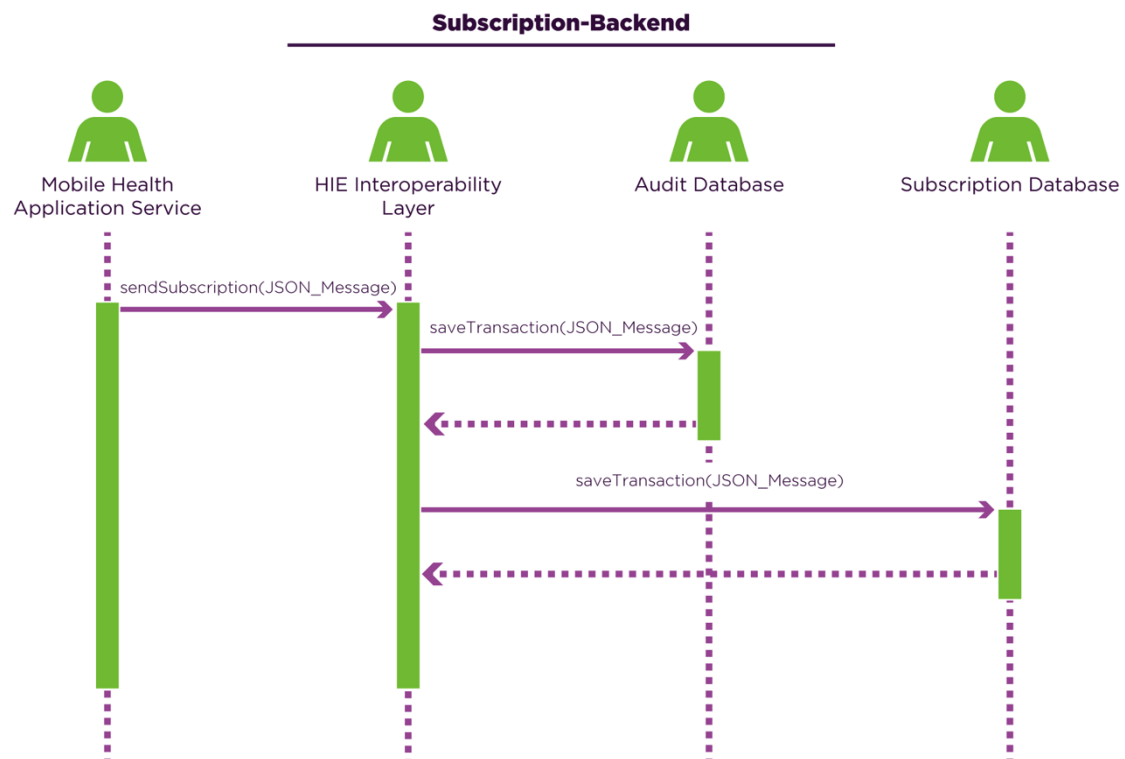 Subscription-Backend
Mobile Health
Application Service
HIE Interoperability
Layer
Audit Database
Subscription Database
sendSubscription(JSON_Message)
saveTransaction(JSON_Message)
saveTransaction(JSON_Message)